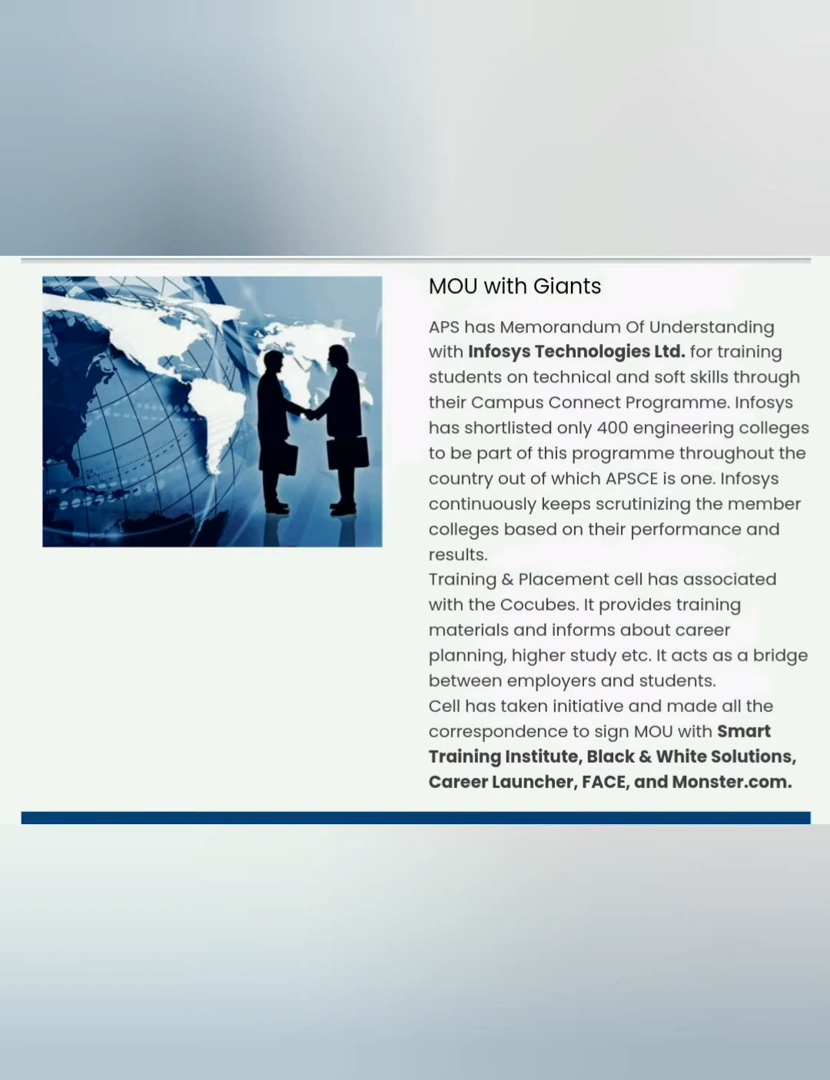 MOU with Giants
APS has Memorandum Of Understanding
with Infosys Technologies Ltd. for training
students on technical and soft skills through
their Campus Connect Programme. Infosys
has shortlisted only 400 engineering colleges
to be part of this programme throughout the
country out of which APSCE is one. Infosys
continuously keeps scrutinizing the member
colleges based on their performance and
results.
Training & Placement cell has associated
with the Cocubes. It provides training
materials and informs about career
planning, higher study etc. It acts as a bridge
between employers and students.
Cell has taken initiative and made all the
correspondence to sign MOU with Smart
Training Institute, Black & White Solutions,
Career Launcher, FACE, and Monster.com.